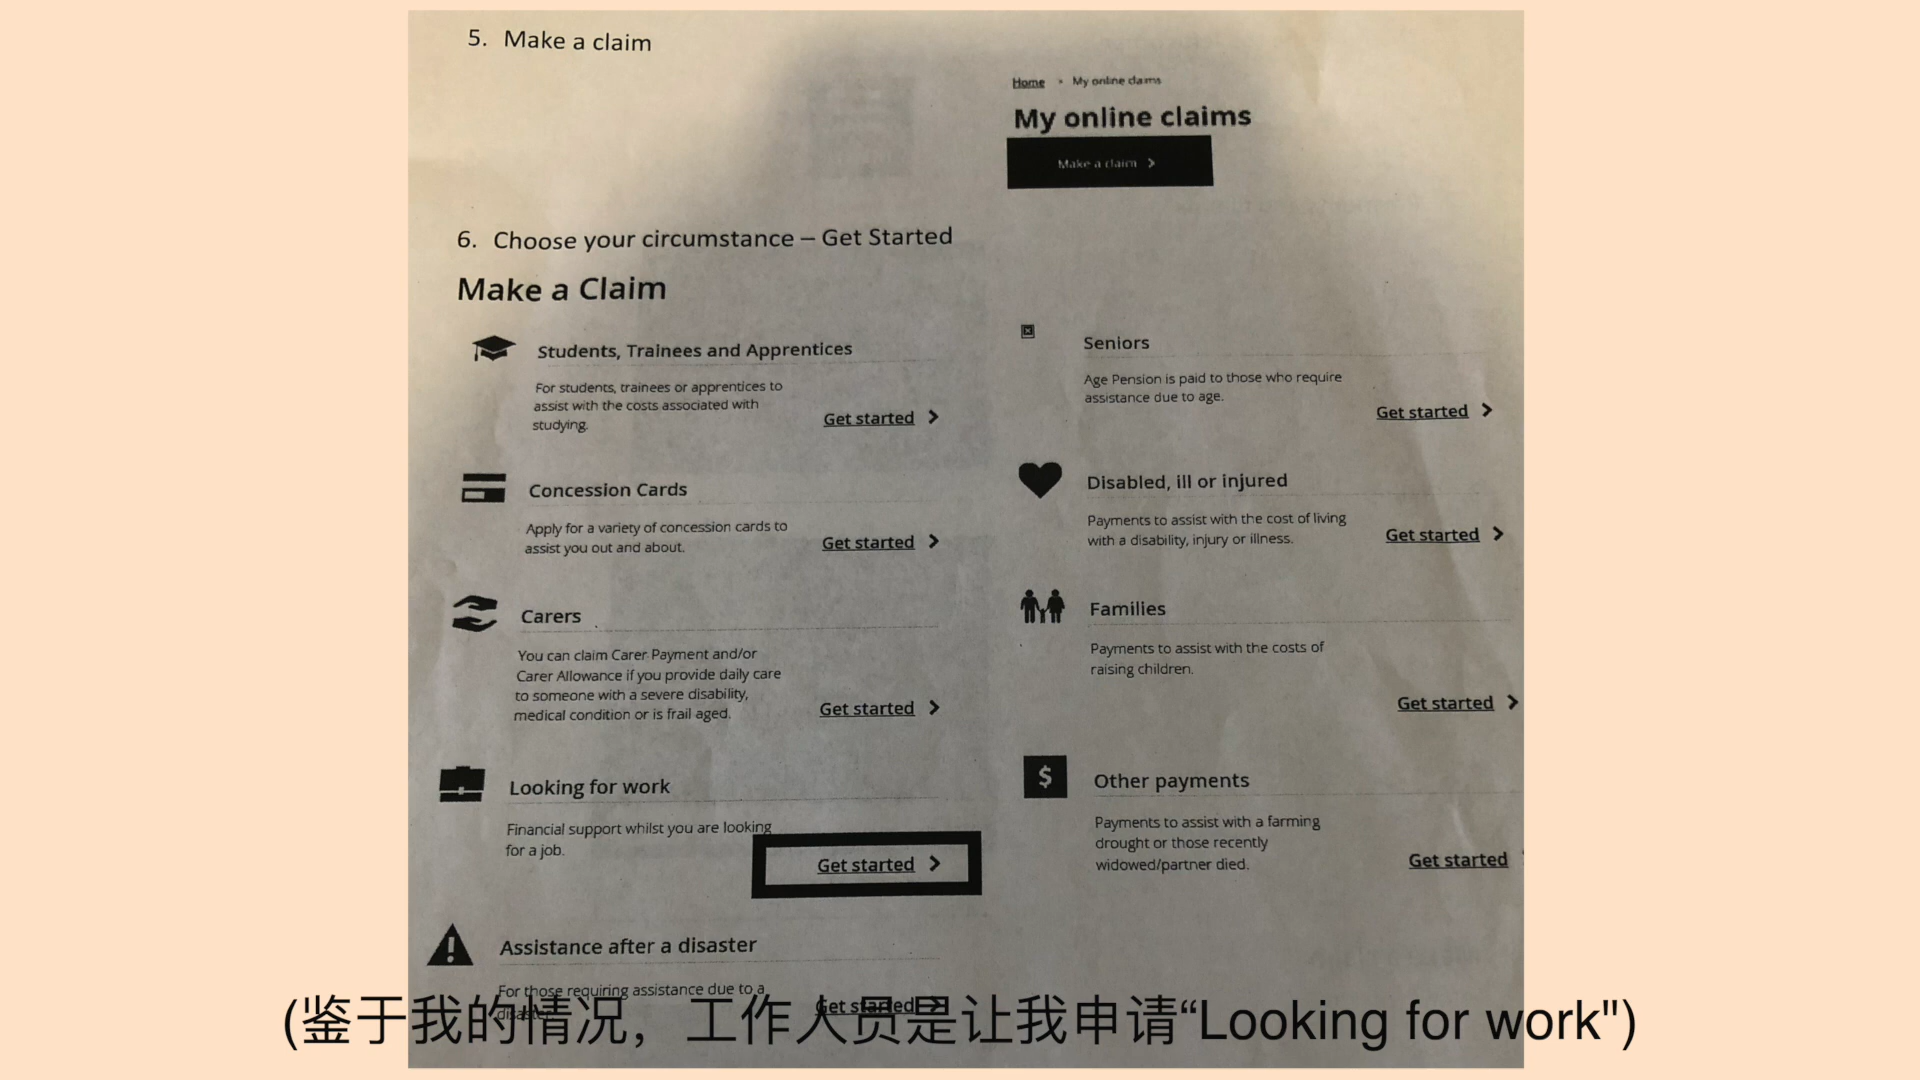 5. Make a claim
Home › My online claims
My online claims
Make a claim
6. Choose your circumstance – Get Started
Make a Claim
Students, Trainees and Apprentices
For students, trainees or apprentices to
assist with the costs associated with
studying.
Get started
Concession Cards
Apply for a variety of concession cards to
assist you out and about.
Get started
Carers
You can claim Carer Payment and/or
Carer Allowance if you provide daily care
to someone with a severe disability,
medical condition or is frail aged.
Get started
Looking for work
Financial support whilst you are looking
for a job.
Get started
Assistance after a disaster
For those requiring assistance due to a
disaster.
Get started
Seniors
Age Pension is paid to those who require
assistance due to age.
Get started
Disabled, ill or injured
Payments to assist with the cost of living
with a disability, injury or illness.
Get started
Families
Payments to assist with the costs of
raising children.
Get started
$
Other payments
Payments to assist with a farming
drought or those recently
widowed/partner died.
Get started
(鉴于我的情况，工作人员是让我申请“Looking for work")